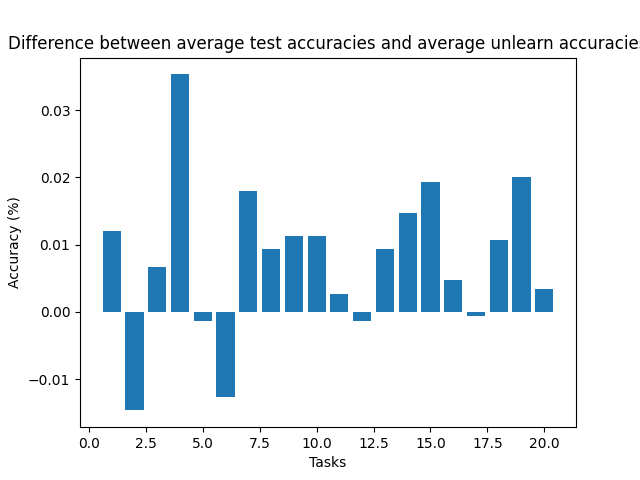 Difference between average test accuracies and average unlearn accuracies
Accuracy (%)
0.03
0.02
0.01
0.00
−0.01
0.0 2.5 5.0 7.5 10.0 12.5 15.0 17.5 20.0
Tasks